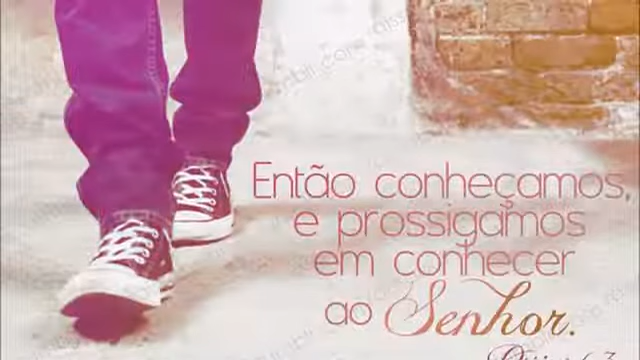 Então conheçamos,
e prossigamos
em conhecer
ao Senhor.